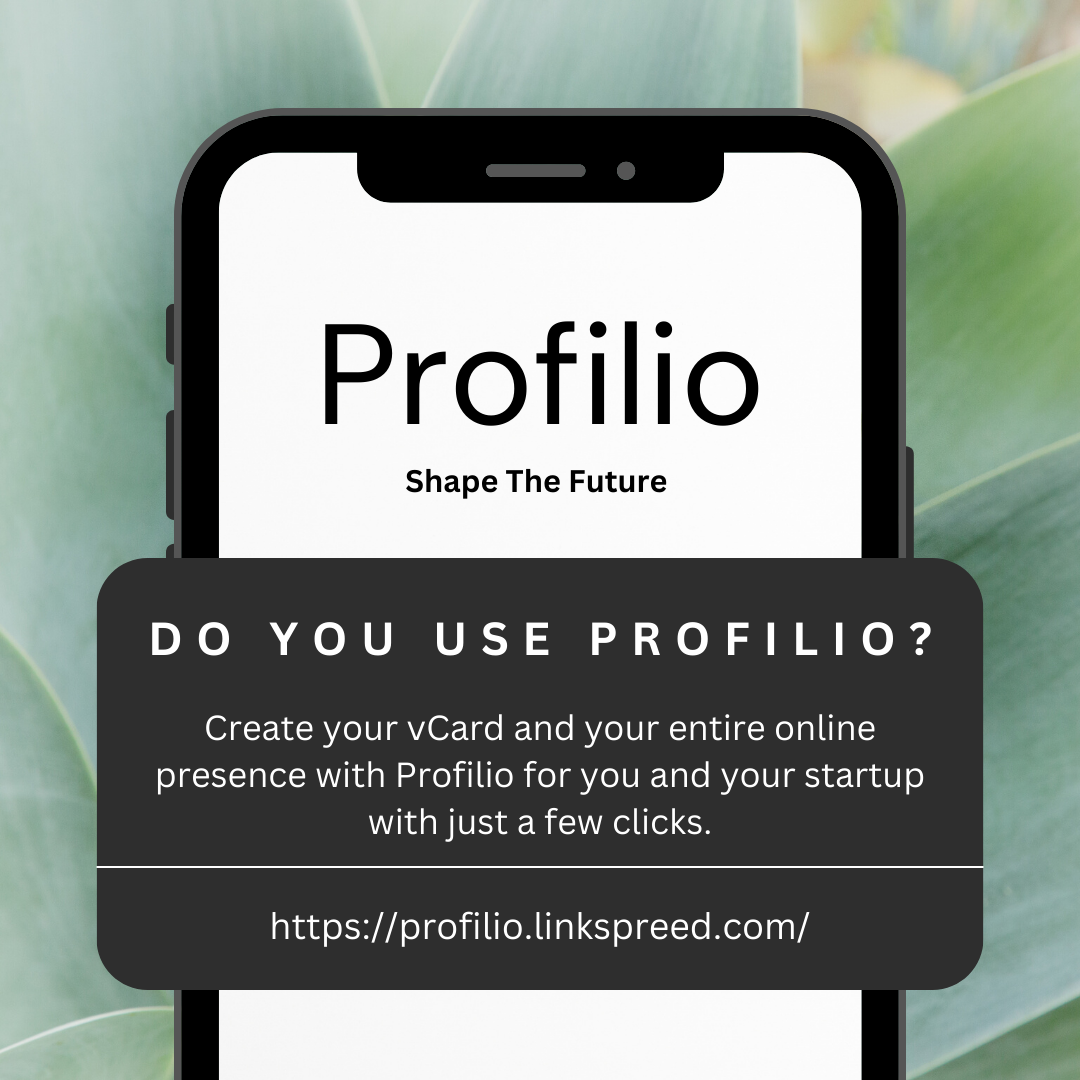 Profilio
Shape The Future
DO YOU USE PROFILIO?
Create your vCard and your entire online
presence with Profilio for you and your startup
with just a few clicks.
https://profilio.linkspreed.com/